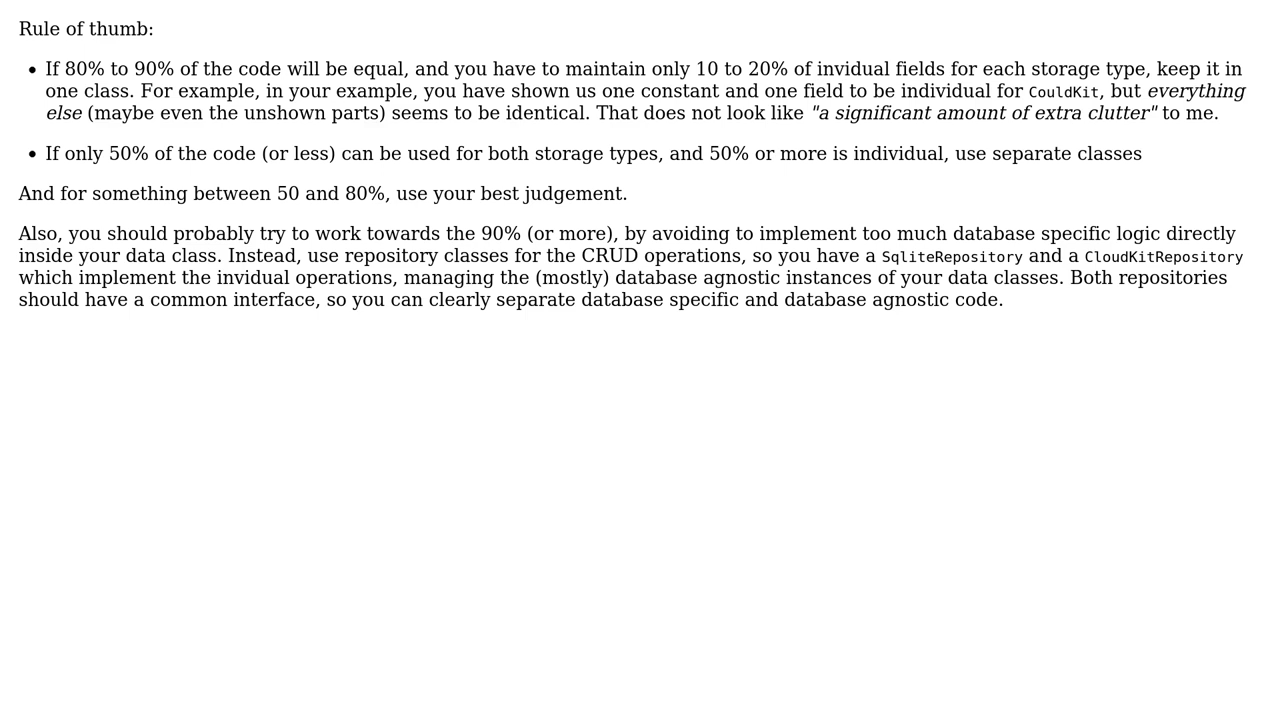 Rule of thumb:
• If 80% to 90% of the code will be equal, and you have to maintain only 10 to 20% of invidual fields for each storage type, keep it in
one class. For example, in your example, you have shown us one constant and one field to be individual for CouldKit, but everything
else (maybe even the unshown parts) seems to be identical. That does not look like "a significant amount of extra clutter" to me.
• If only 50% of the code (or less) can be used for both storage types, and 50% or more is individual, use separate classes
And for something between 50 and 80%, use your best judgement.
Also, you should probably try to work towards the 90% (or more), by avoiding to implement too much database specific logic directly
inside your data class. Instead, use repository classes for the CRUD operations, so you have a SqliteRepository and a CloudKitRepository
which implement the invidual operations, managing the (mostly) database agnostic instances of your data classes. Both repositories
should have a common interface, so you can clearly separate database specific and database agnostic code.